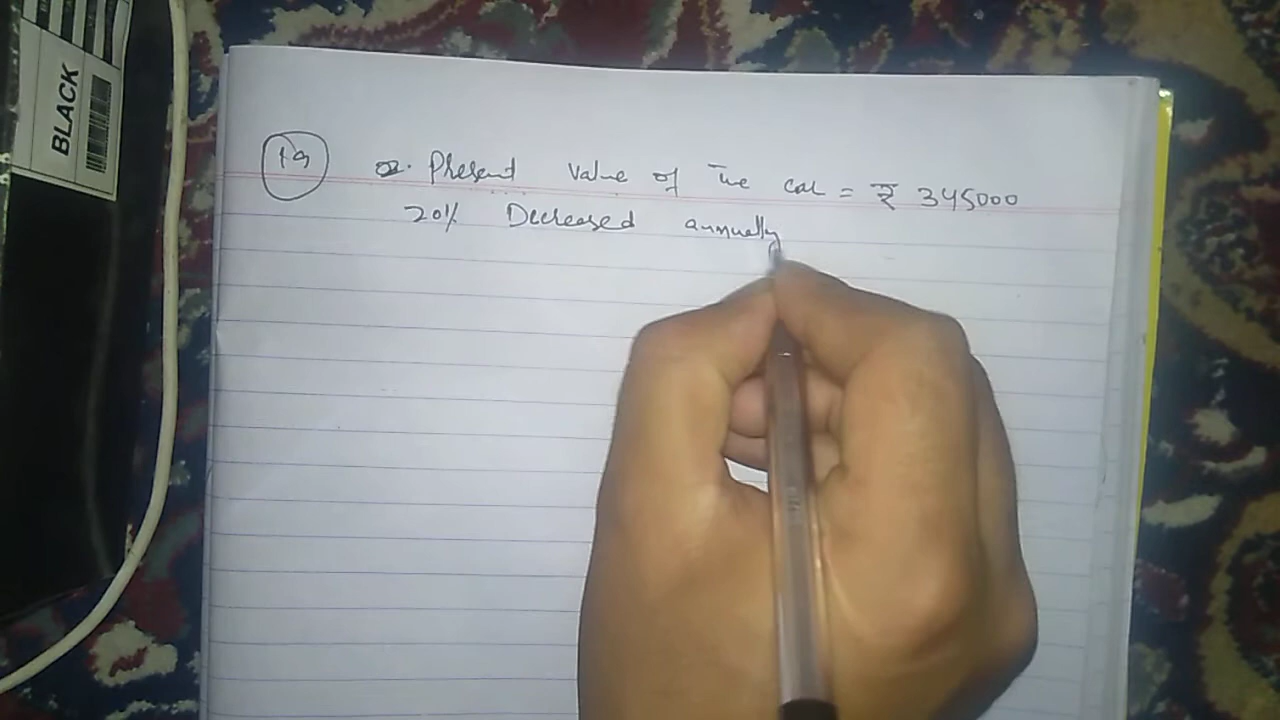 BLACK
19
Present value of the car = ₹ 345000
20% Decreased annually